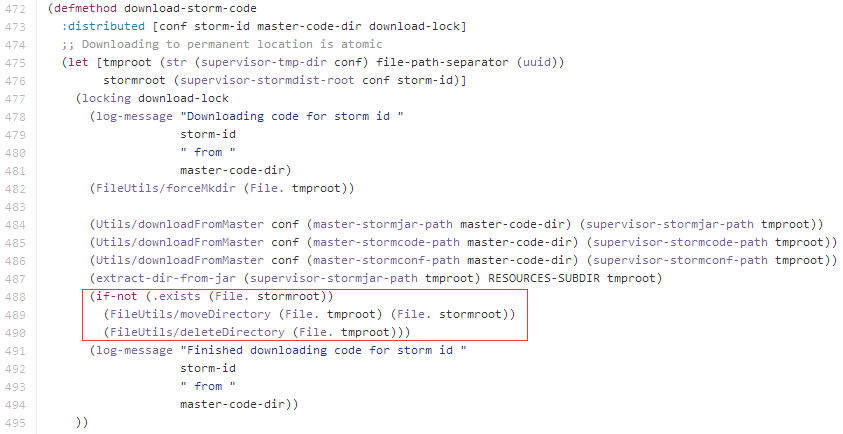 472 (defmethod download-storm-code
473   :distributed [conf storm-id master-code-dir download-lock]
474   ;; Downloading to permanent location is atomic
475   (let [tmproot (str (supervisor-tmp-dir conf) file-path-separator (uuid))
476         stormroot (supervisor-stormdist-root conf storm-id)]
477     (locking download-lock
478       (log-message "Downloading code for storm id "
479                    storm-id
480                    " from "
481                    master-code-dir)
482       (FileUtils/forceMkdir (File. tmproot))
483
484       (Utils/downloadFromMaster conf (master-stormjar-path master-code-dir) (supervisor-stormjar-path tmproot))
485       (Utils/downloadFromMaster conf (master-stormcode-path master-code-dir) (supervisor-stormcode-path tmproot))
486       (Utils/downloadFromMaster conf (master-stormconf-path master-code-dir) (supervisor-stormconf-path tmproot))
487       (extract-dir-from-jar (supervisor-stormjar-path tmproot) RESOURCES-SUBDIR tmproot)
488       (if-not (.exists (File. stormroot))
489         (FileUtils/moveDirectory (File. tmproot) (File. stormroot))
490         (FileUtils/deleteDirectory (File. tmproot)))
491       (log-message "Finished downloading code for storm id "
492                    storm-id
493                    " from "
494                    master-code-dir))
495     ))